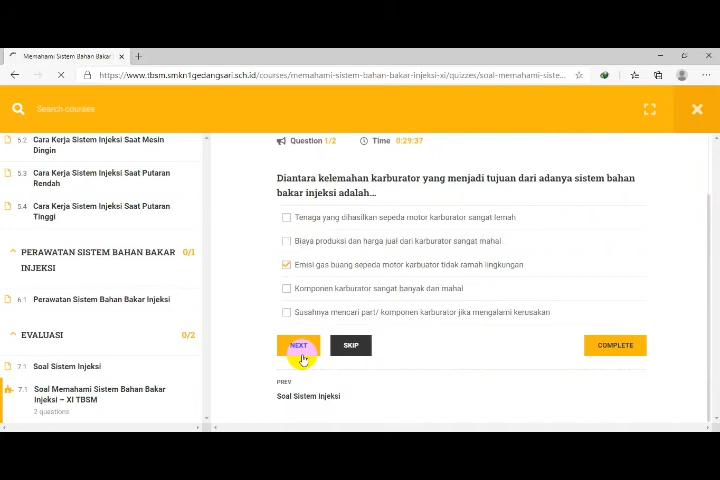 Memahami Sistem Bahan Bakar
https://www.tbsm.smkn1gedangsari.sch.id/courses/memahami-sistem-bahan-bakar-injeksi-xi/quizzes/soal-memahami-siste...
Search courses
5.2 Cara Kerja Sistem Injeksi Saat Mesin
Dingin
5.3 Cara Kerja Sistem Injeksi Saat Putaran
Rendah
5.4 Cara Kerja Sistem Injeksi Saat Putaran
Tinggi
PERAWATAN SISTEM BAHAN BAKAR 0/1
INJEKSI
6.1 Perawatan Sistem Bahan Bakar Injeksi
EVALUASI 0/2
7.1 Soal Sistem Injeksi
7.1 Soal Memahami Sistem Bahan Bakar
Injeksi – XI TBSM
2 questions
Question 1/2 Time 0:29:37
Diantara kelemahan karburator yang menjadi tujuan dari adanya sistem bahan
bakar injeksi adalah...
Tenaga yang dihasilkan sepeda motor karburator sangat lemah
Biaya produksi dan harga jual dari karburator sangat mahal
Emisi gas buang sepeda motor karbuator tidak ramah lingkungan
Komponen karburator sangat banyak dan mahal
Susahnya mencari part/ komponen karburator jika mengalami kerusakan
NEXT SKIP COMPLETE
PREV
Soal Sistem Injeksi